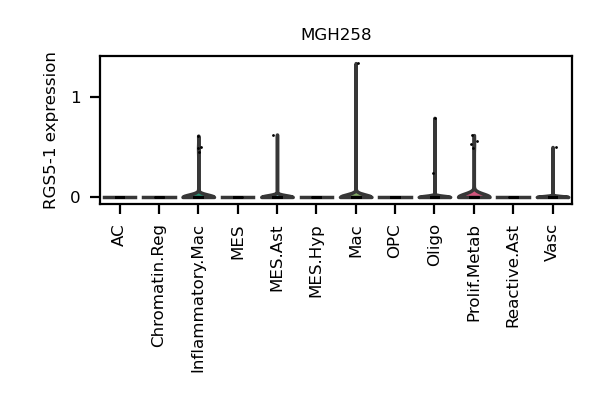 MGH258
RGS5-1 expression
1
0
AC
Chromatin.Reg
Inflammatory.Mac
MES
MES.Ast
MES.Hyp
Mac
OPC
Oligo
Prolif.Metab
Reactive.Ast
Vasc